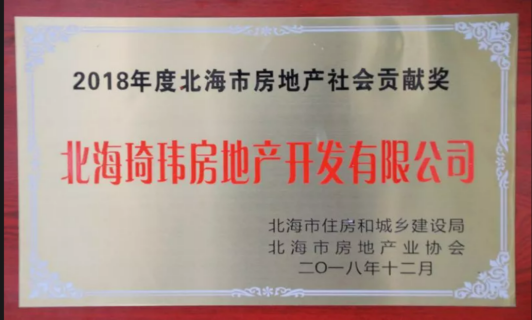 2018年度北海市房地产社会贡献奖
北海琦玮房地产开发有限公司
北海市住房和城乡建设局
北海市房地产业协会
二〇一八年十二月